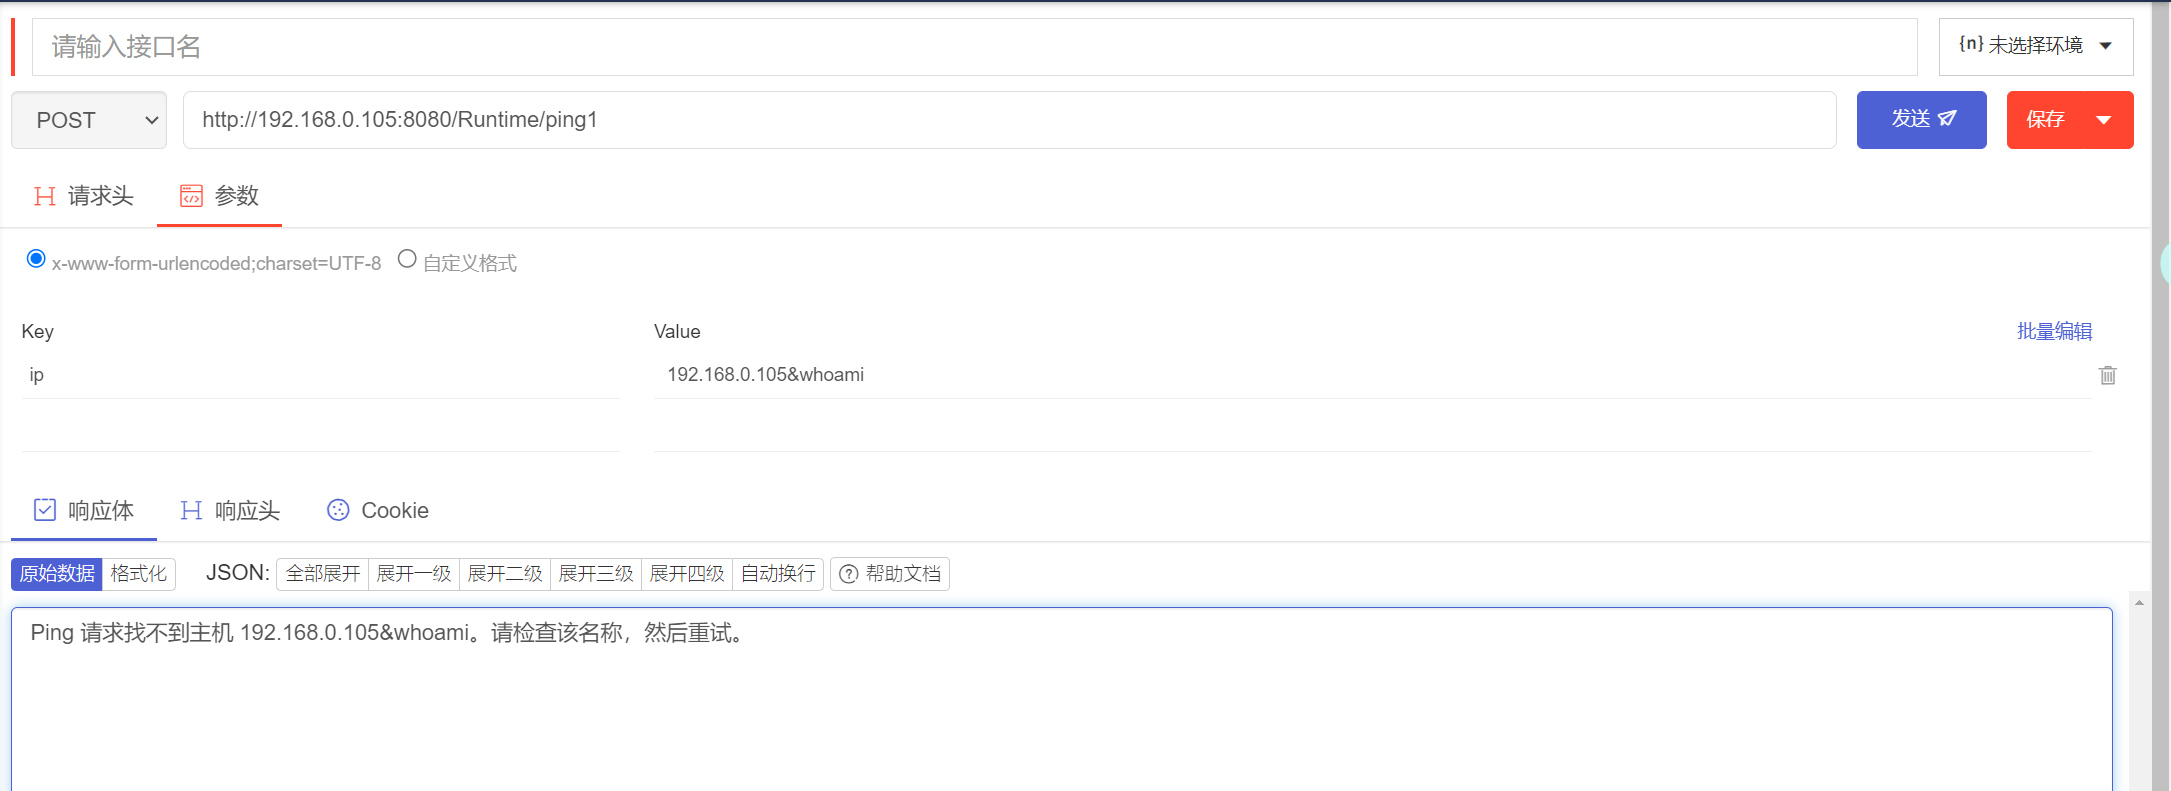 请输入接口名
{n} 未选择环境
POST
http://192.168.0.105:8080/Runtime/ping1
发送
保存
请求头 参数
x-www-form-urlencoded;charset=UTF-8 自定义格式
Key Value 批量编辑
ip 192.168.0.105&whoami
响应体 响应头 Cookie
原始数据 格式化 JSON: 全部展开 展开一级 展开二级 展开三级 展开四级 自动换行 帮助文档
Ping 请求找不到主机 192.168.0.105&whoami。请检查该名称，然后重试。